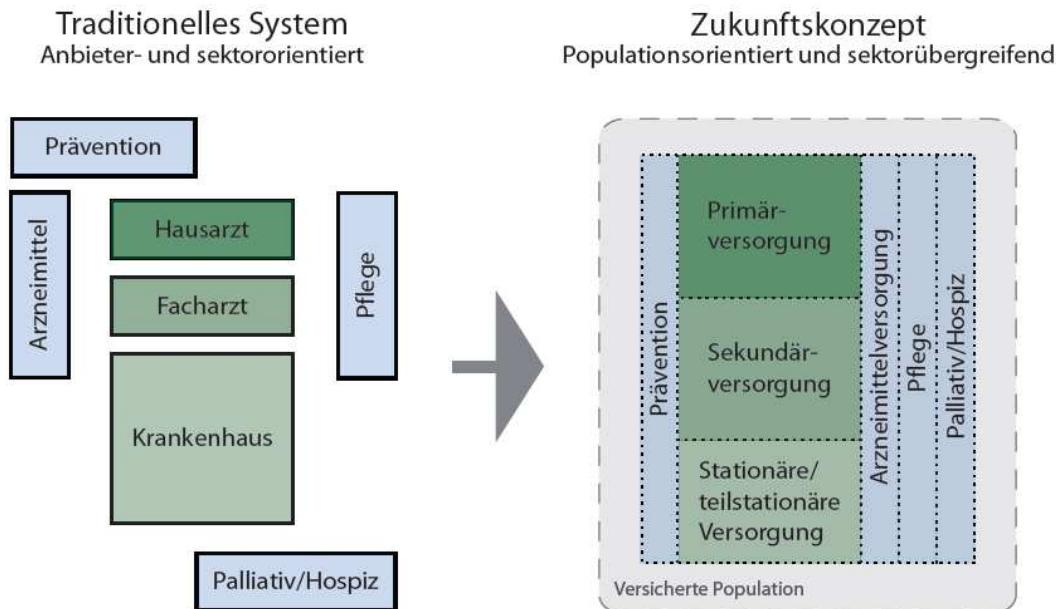 Traditionelles System
Anbieter- und sektororientiert
Prävention
Arzneimittel
Hausarzt
Facharzt
Krankenhaus
Pflege
Palliativ/Hospiz
Zukunftskonzept
Populationsorientiert und sektorübergreifend
Prävention
Primär-
versorgung
Sekundär-
versorgung
Stationäre/
teilstationäre
Versorgung
Arzneimittelversorgung
Pflege
Palliativ/Hospiz
Versicherte Population